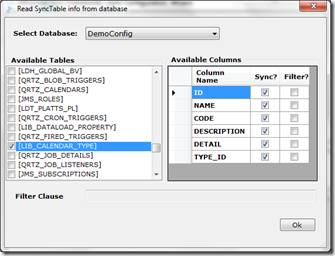 Read SyncTable info from database
Select Database:
DemoConfig
Available Tables
[LDH_GLOBAL_BV]
[QRTZ_BLOB_TRIGGERS]
[QRTZ_CALENDARS]
[JMS_ROLES]
[LDT_PLATTS_PL]
[QRTZ_CRON_TRIGGERS]
[LIB_DATALOAD_PROPERTY]
[QRTZ_FIRED_TRIGGERS]
[LIB_CALENDAR_TYPE]
[QRTZ_JOB_DETAILS]
[QRTZ_JOB_LISTENERS]
[JMS_SUBSCRIPTIONS]
Available Columns
Column Name Sync? Filter?
ID
NAME
CODE
DESCRIPTION
DETAIL
TYPE_ID
Filter Clause
Ok